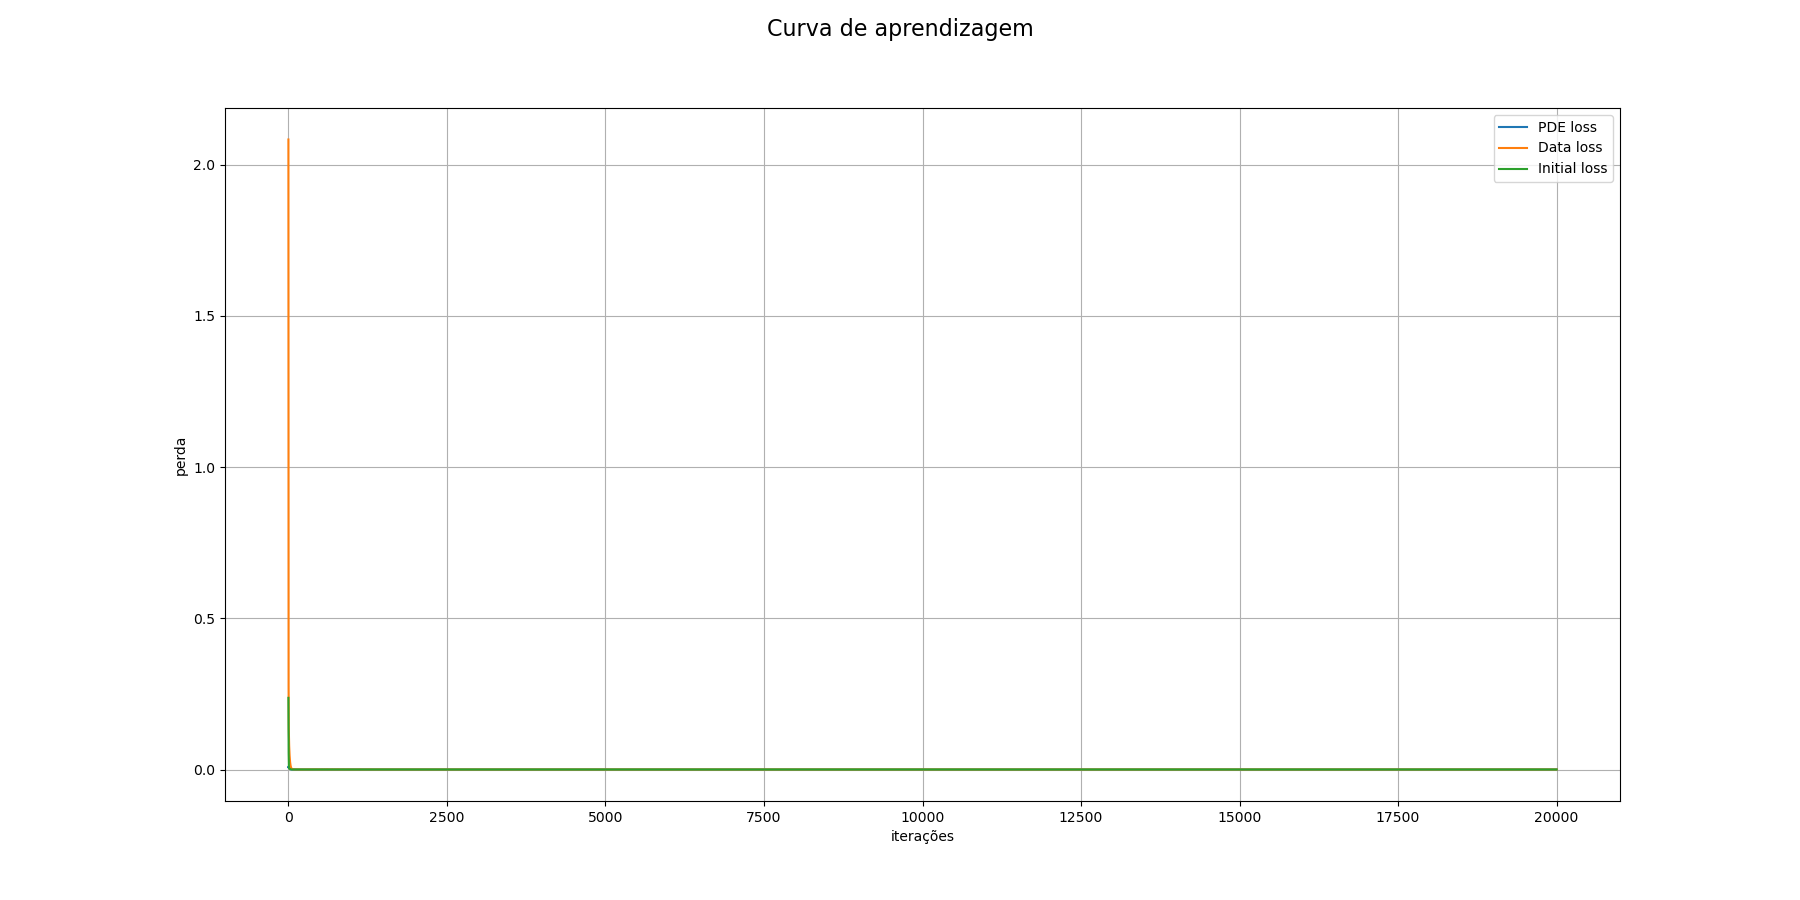 Curva de aprendizagem
PDE loss
Data loss
Initial loss
2.0
1.5
1.0
0.5
0.0
perda
0 2500 5000 7500 10000 12500 15000 17500 20000
iterações